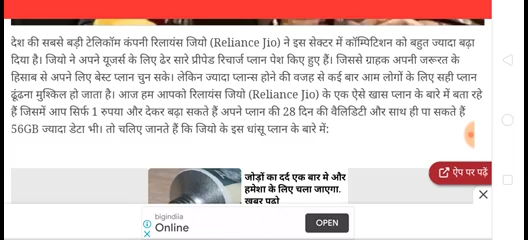 देश की सबसे बड़ी टेलिकॉम कंपनी रिलायंस जियो (Reliance Jio) ने इस सेक्टर में कॉम्पिटिशन को बहुत ज्यादा बढ़ा
दिया है। जियो ने अपने यूजर्स के लिए ढेर सारे प्रीपेड रिचार्ज प्लान पेश किए हुए हैं। जिससे ग्राहक अपनी जरूरत के
हिसाब से अपने लिए बेस्ट प्लान चुन सके। लेकिन ज्यादा प्लान्स होने की वजह से कई बार आम लोगों के लिए सही प्लान
ढूंढना मुश्किल हो जाता है। आज हम आपको रिलायंस जियो (Reliance Jio) के एक ऐसे खास प्लान के बारे में बता रहे
हैं जिसमें आप सिर्फ 1 रुपया और देकर बढ़ा सकते हैं अपने प्लान की 28 दिन की वैलिडिटी और साथ ही पा सकते हैं
56GB ज्यादा डेटा भी। तो चलिए जानते हैं कि जियो के इस धांसू प्लान के बारे में:
ऐप पर पढ़ें
जोड़ों का दर्द एक बार मे और
हमेशा के लिए चला जाएगा.
खबर पढ़ो
bigindiia
Online
OPEN